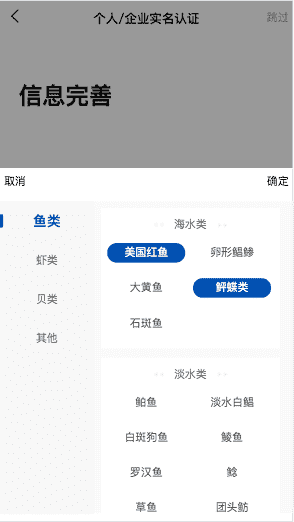 个人/企业实名认证 跳过
信息完善
取消 确定
鱼类
虾类
贝类
其他
海水类
美国红鱼 卵形鲳鲹
大黄鱼 解鲽类
石斑鱼
淡水类
鲌鱼 淡水白鲳
白斑狗鱼 鲮鱼
罗汉鱼 鲶
草鱼 团头鲂